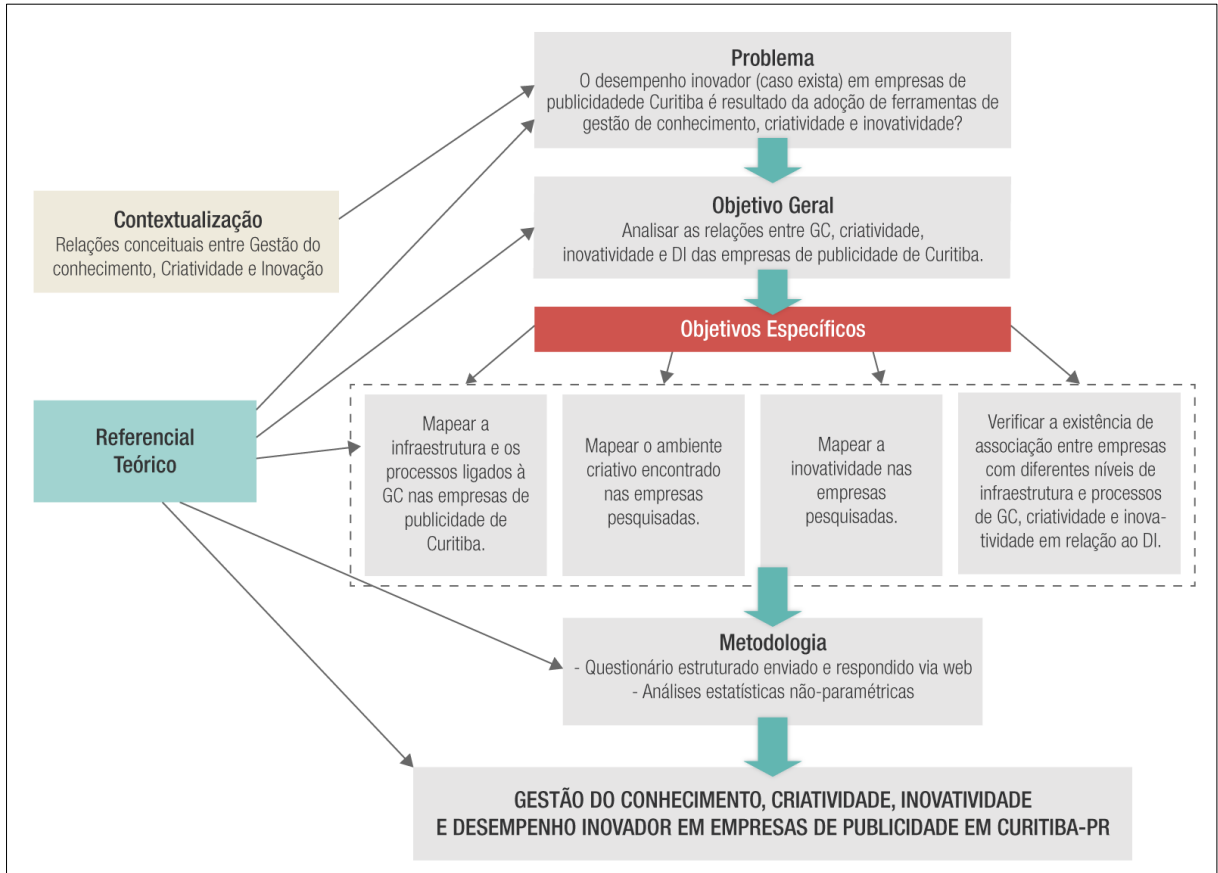 Problema
O desempenho inovador (caso exista) em empresas de
publicidadede Curitiba é resultado da adoção de ferramentas de
gestão de conhecimento, criatividade e inovatividade?
Contextualização
Relações conceituais entre Gestão do
conhecimento, Criatividade e Inovação
Objetivo Geral
Analisar as relações entre GC, criatividade,
inovatividade e DI das empresas de publicidade de Curitiba.
Objetivos Específicos
Referencial
Teórico
Mapear a
infraestrutura e os
processos ligados à
GC nas empresas de
publicidade de
Curitiba.
Mapear o ambiente
criativo encontrado
nas empresas
pesquisadas.
Mapear a
inovatividade nas
empresas
pesquisadas.
Verificar a existência de
associação entre empresas
com diferentes níveis de
infraestrutura e processos
de GC, criatividade e inova-
tividade em relação ao DI.
Metodologia
- Questionário estruturado enviado e respondido via web
- Análises estatísticas não-paramétricas
GESTÃO DO CONHECIMENTO, CRIATIVIDADE, INOVATIVIDADE
E DESEMPENHO INOVADOR EM EMPRESAS DE PUBLICIDADE EM CURITIBA-PR